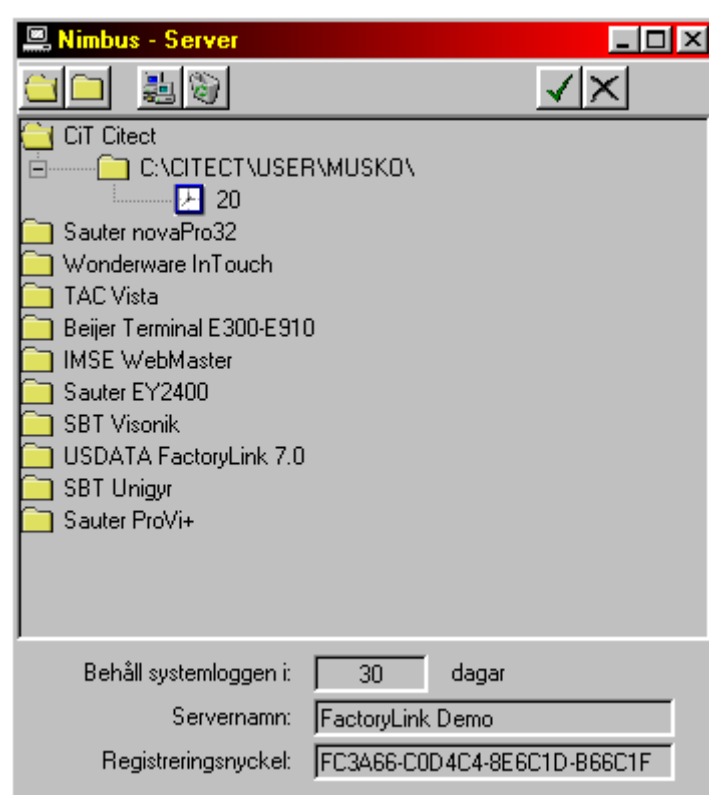 Nimbus - Server
CiT Citect
C:\CITECT\USER\MUSKO\
20
Sauter novaPro32
Wonderware InTouch
TAC Vista
Beijer Terminal E300-E910
IMSE WebMaster
Sauter EY2400
SBT Visonik
USDATA FactoryLink 7.0
SBT Unigyr
Sauter ProVi+
Behåll systemloggen i: 30 dagar
Servernamn: FactoryLink Demo
Registreringsnyckel: FC3A66-C0D4C4-8E6C1D-B66C1F